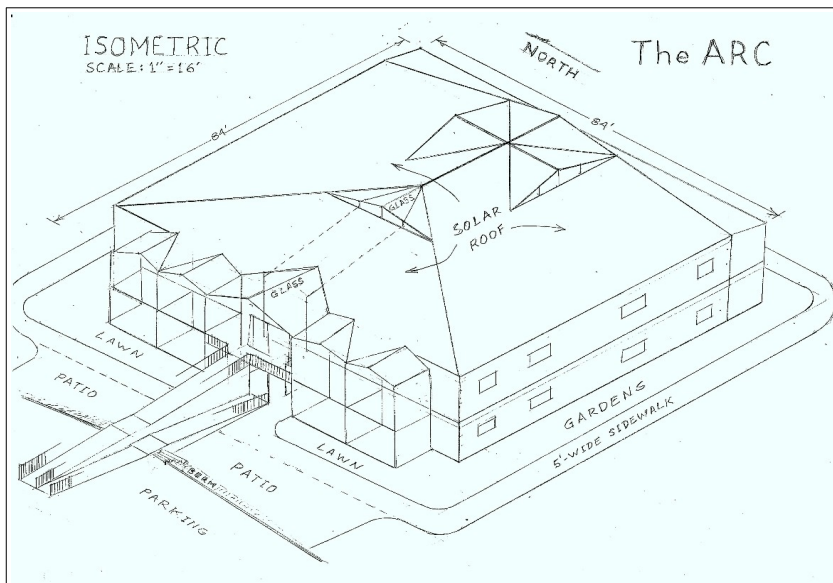 ISOMETRIC
SCALE: 1"=16'
NORTH
The ARC
84'
84'
GLASS
SOLAR
ROOF
GLASS
LAWN
PATIO
GARDENS
5'-WIDE SIDEWALK
LAWN
PATIO
BERM
PARKING